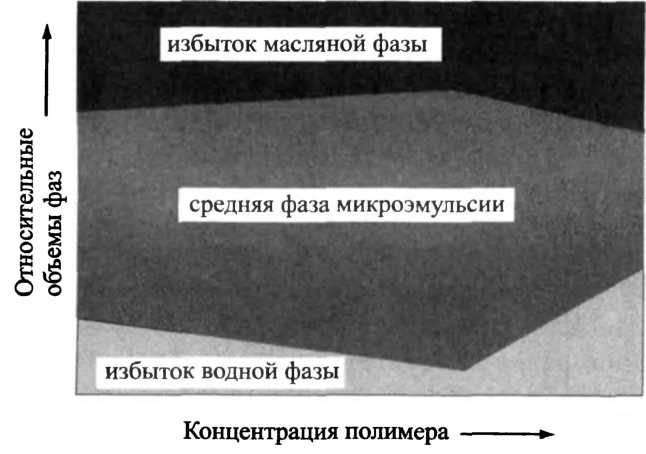 избыток масляной фазы
средняя фаза микроэмульсии
избыток водной фазы
Относительные
объемы фаз
Концентрация полимера